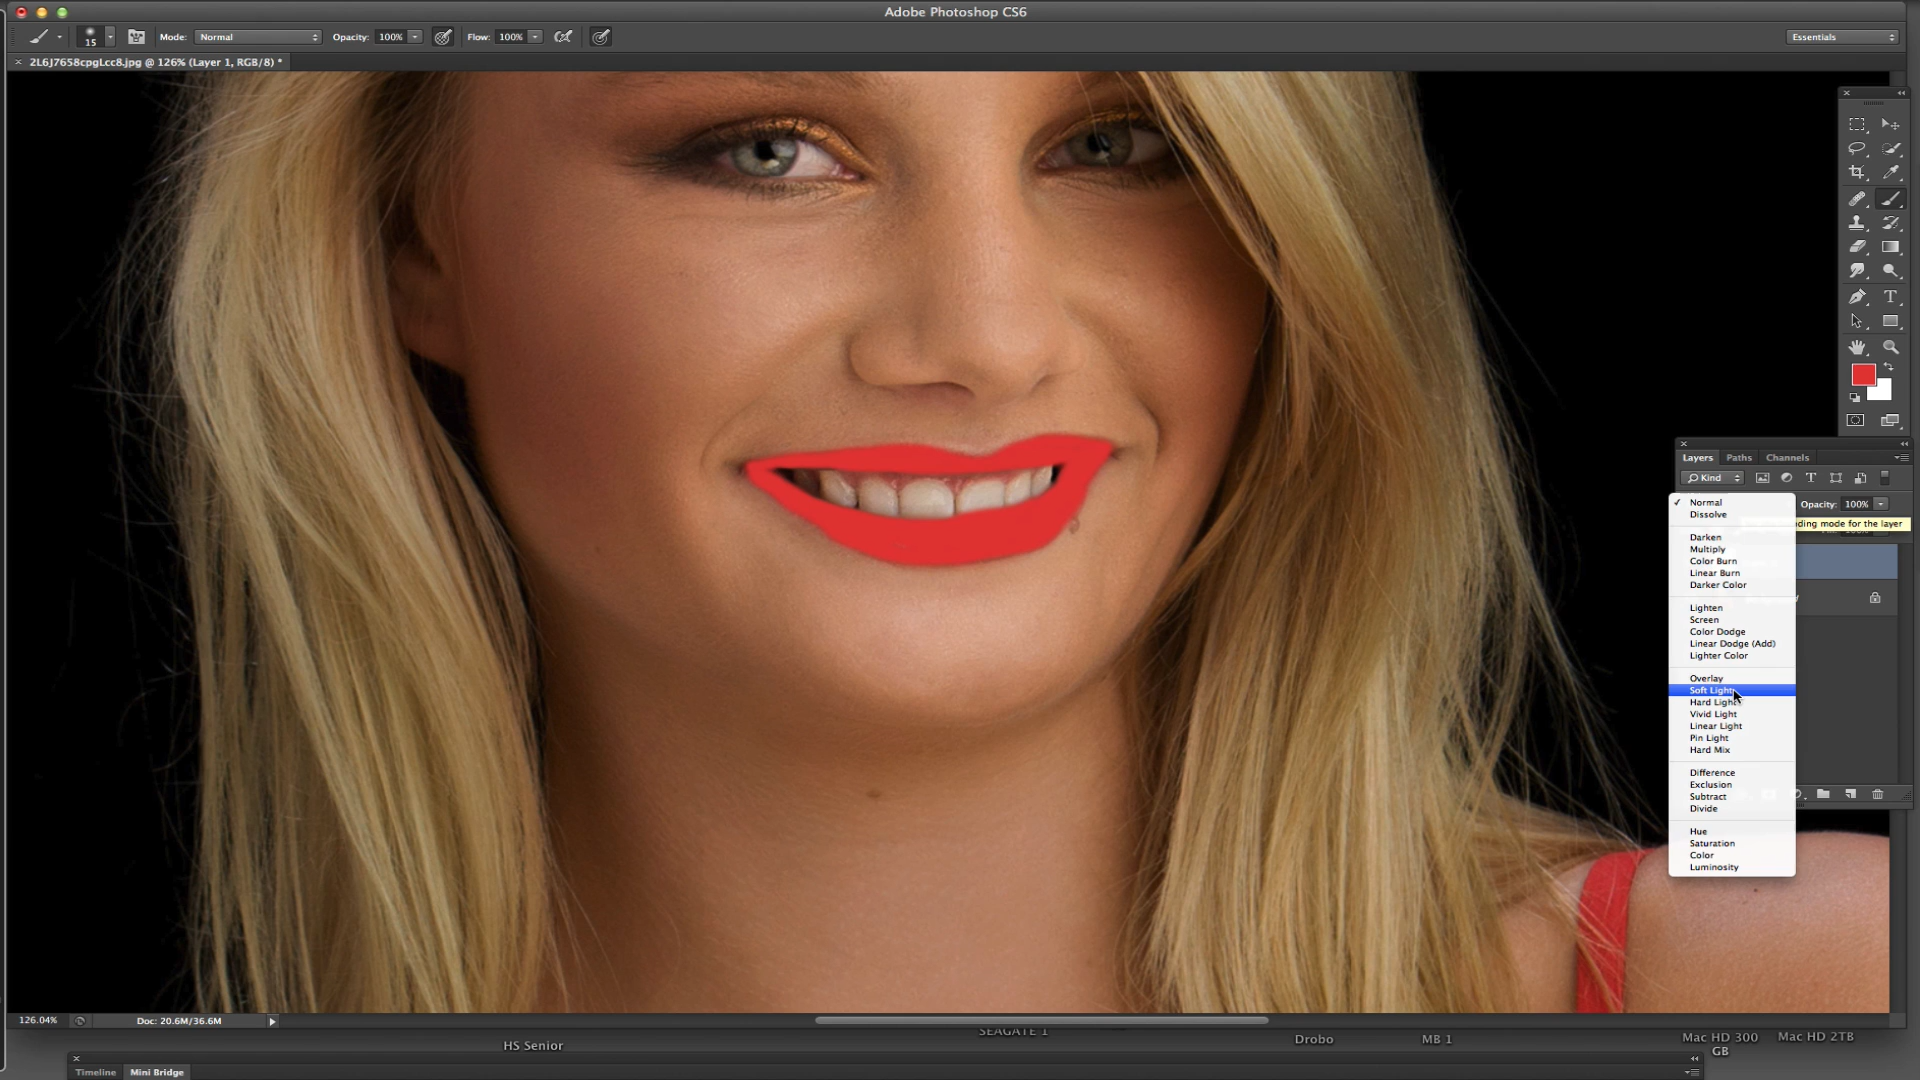 Adobe Photoshop CS6
15 Mode: Normal Opacity: 100% Flow: 100% Essentials
2L6J7658cpgLcc8.jpg @ 126% (Layer 1, RGB/8) *
T
Layers Paths Channels
Kind T
Normal Opacity: 100%
Dissolve
ding mode for the layer
Darken
Multiply
Color Burn
Linear Burn
Darker Color
Lighten
Screen
Color Dodge
Linear Dodge (Add)
Lighter Color
Overlay
Soft Light
Hard Light
Vivid Light
Linear Light
Pin Light
Hard Mix
Difference
Exclusion
Subtract
Divide
Hue
Saturation
Color
Luminosity
126.04% Doc: 20.6M/36.6M
SEAGATE 1
HS Senior Drobo MB 1 Mac HD 300 Mac HD 2TB
GB
Timeline Mini Bridge